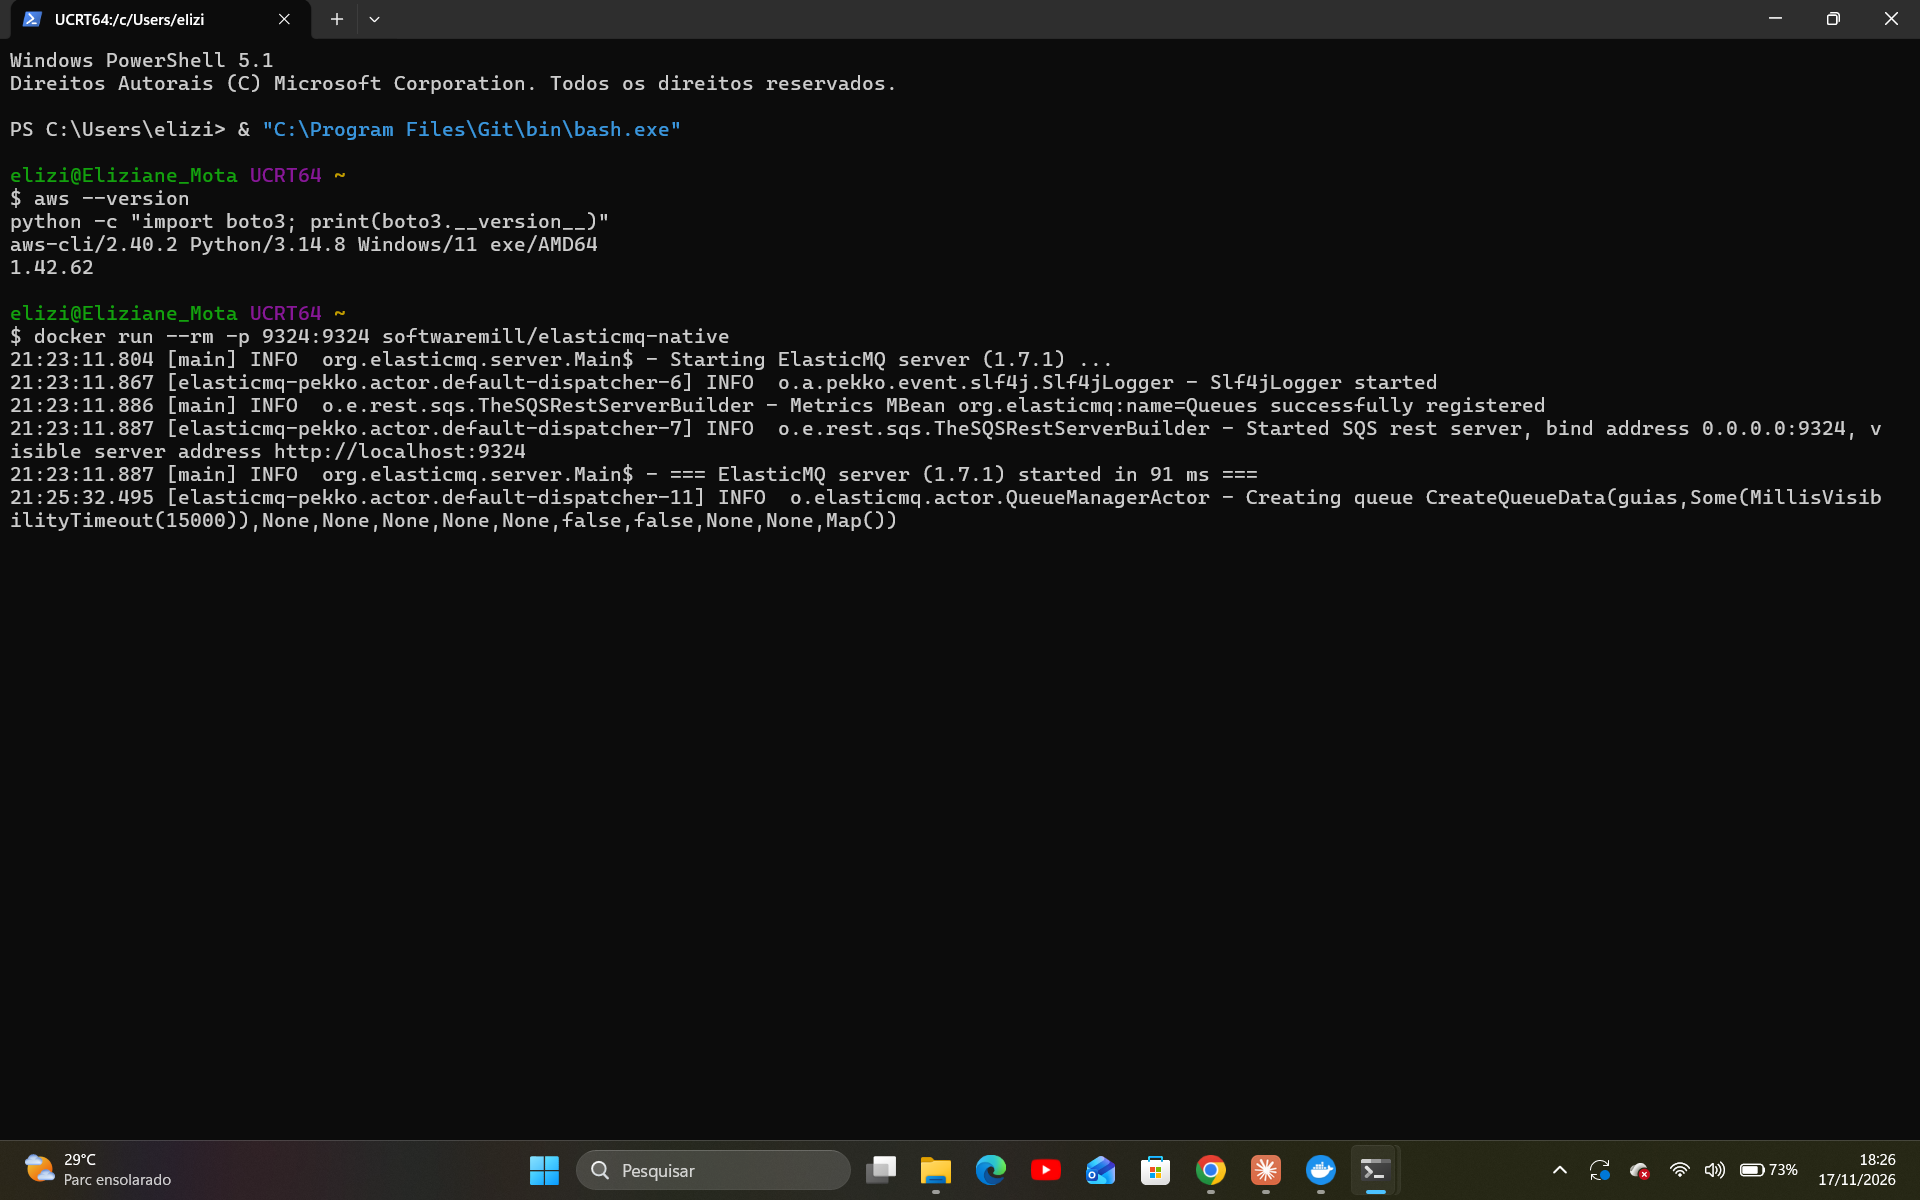 UCRT64:/c/Users/elizi
Windows PowerShell 5.1
Direitos Autorais (C) Microsoft Corporation. Todos os direitos reservados.
PS C:\Users\elizi> & "C:\Program Files\Git\bin\bash.exe"
elizi@Eliziane_Mota UCRT64 ~
$ aws --version
python -c "import boto3; print(boto3.__version__)"
aws-cli/2.40.2 Python/3.14.8 Windows/11 exe/AMD64
1.42.62
elizi@Eliziane_Mota UCRT64 ~
$ docker run --rm -p 9324:9324 softwaremill/elasticmq-native
21:23:11.804 [main] INFO  org.elasticmq.server.Main$ - Starting ElasticMQ server (1.7.1) ...
21:23:11.867 [elasticmq-pekko.actor.default-dispatcher-6] INFO  o.a.pekko.event.slf4j.Slf4jLogger - Slf4jLogger started
21:23:11.886 [main] INFO  o.e.rest.sqs.TheSQSRestServerBuilder - Metrics MBean org.elasticmq:name=Queues successfully registered
21:23:11.887 [elasticmq-pekko.actor.default-dispatcher-7] INFO  o.e.rest.sqs.TheSQSRestServerBuilder - Started SQS rest server, bind address 0.0.0.0:9324, v
isible server address http://localhost:9324
21:23:11.887 [main] INFO  org.elasticmq.server.Main$ - === ElasticMQ server (1.7.1) started in 91 ms ===
21:25:32.495 [elasticmq-pekko.actor.default-dispatcher-11] INFO  o.elasticmq.actor.QueueManagerActor - Creating queue CreateQueueData(guias,Some(MillisVisib
ilityTimeout(15000)),None,None,None,None,None,false,false,None,None,Map())
29°C
Parc ensolarado
Pesquisar
73%
18:26
17/11/2026